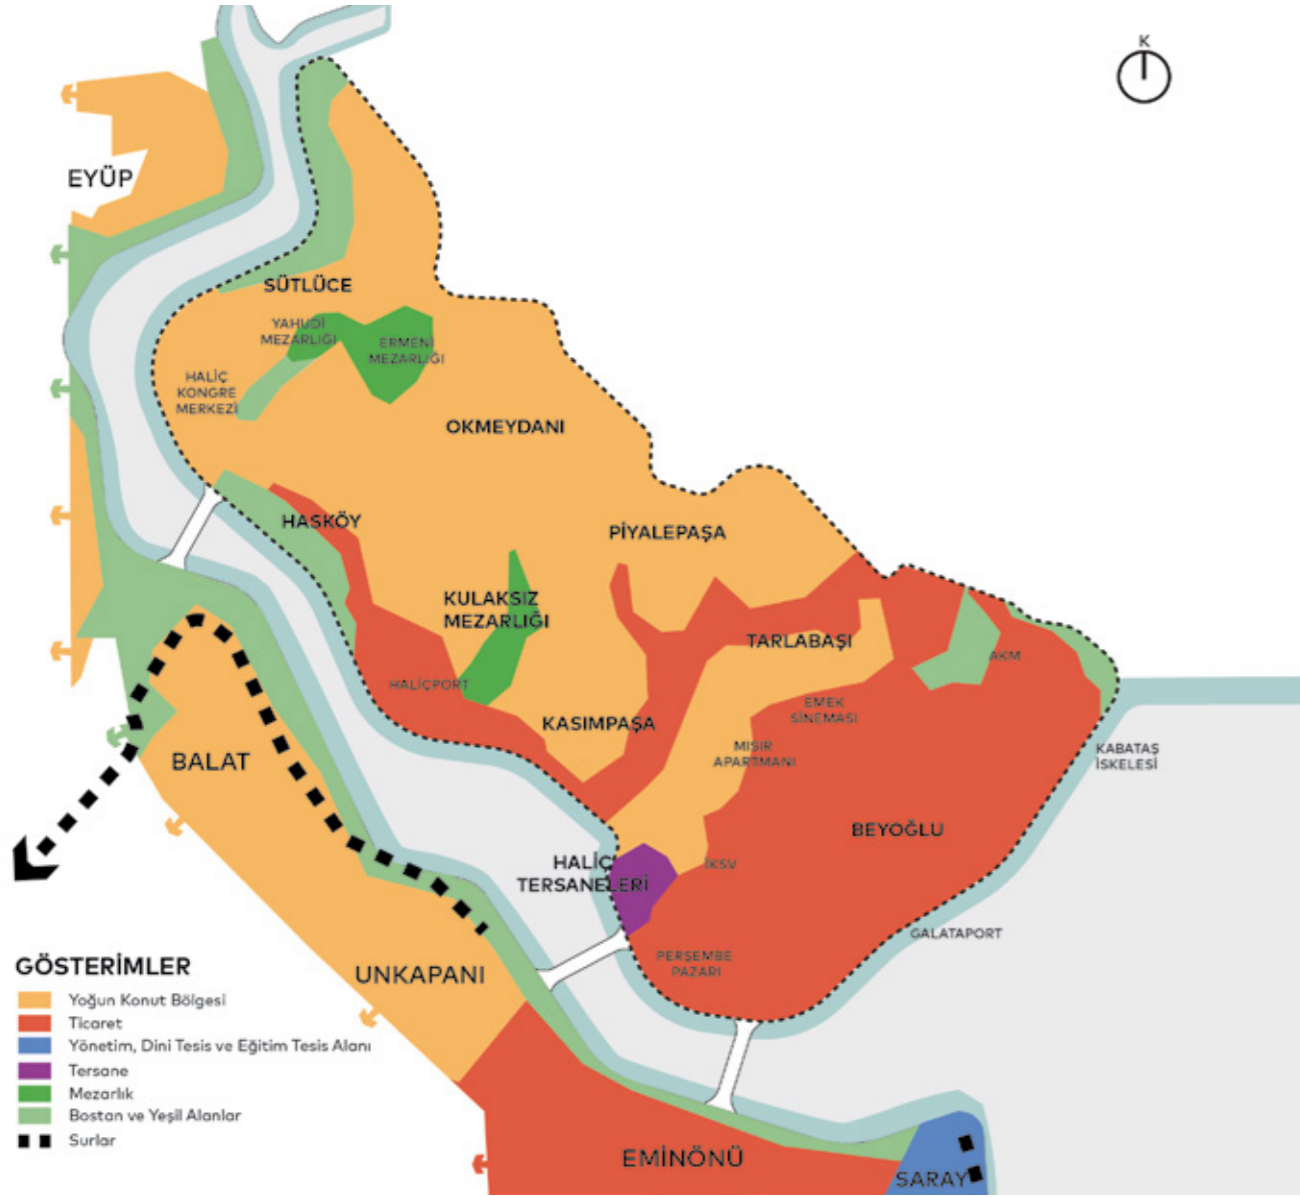 K
EYÜP
SÜTLÜCE
YAHUDİ
MEZARLIĞI
ERMENİ
MEZARLIĞI
HALİÇ
KONGRE
MERKEZİ
OKMEYDANI
HASKÖY
PİYALEPAŞA
KULAKSIZ
MEZARLIĞI
TARLABAŞI
AKM
HALİÇPORT
EMEK
SİNEMASI
KASIMPAŞA
MISIR
APARTMANI
KABATAŞ
İSKELESİ
BALAT
BEYOĞLU
HALİÇ
TERSANELERİ
İKSV
GALATAPORT
PERŞEMBE
PAZARI
UNKAPANI
GÖSTERİMLER
Yoğun Konut Bölgesi
Ticaret
Yönetim, Dini Tesis ve Eğitim Tesis Alanı
Tersane
Mezarlık
Bostan ve Yeşil Alanlar
Surlar
EMİNÖNÜ
SARAY